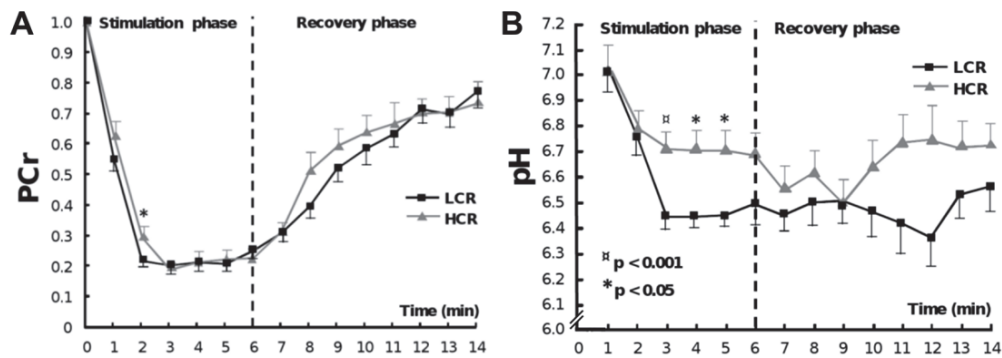 A
Stimulation phase
Recovery phase
PCr
1.0
0.9
0.8
0.7
0.6
0.5
0.4
0.3
0.2
0.1
0
*
LCR
HCR
Time (min)
0 1 2 3 4 5 6 7 8 9 10 11 12 13 14
B
Stimulation phase
Recovery phase
pH
7.2
7.1
7.0
6.9
6.8
6.7
6.6
6.5
6.4
6.3
6.2
6.1
6.0
LCR
HCR
¤ * *
¤ p < 0.001
* p < 0.05
Time (min)
0 1 2 3 4 5 6 7 8 9 10 11 12 13 14